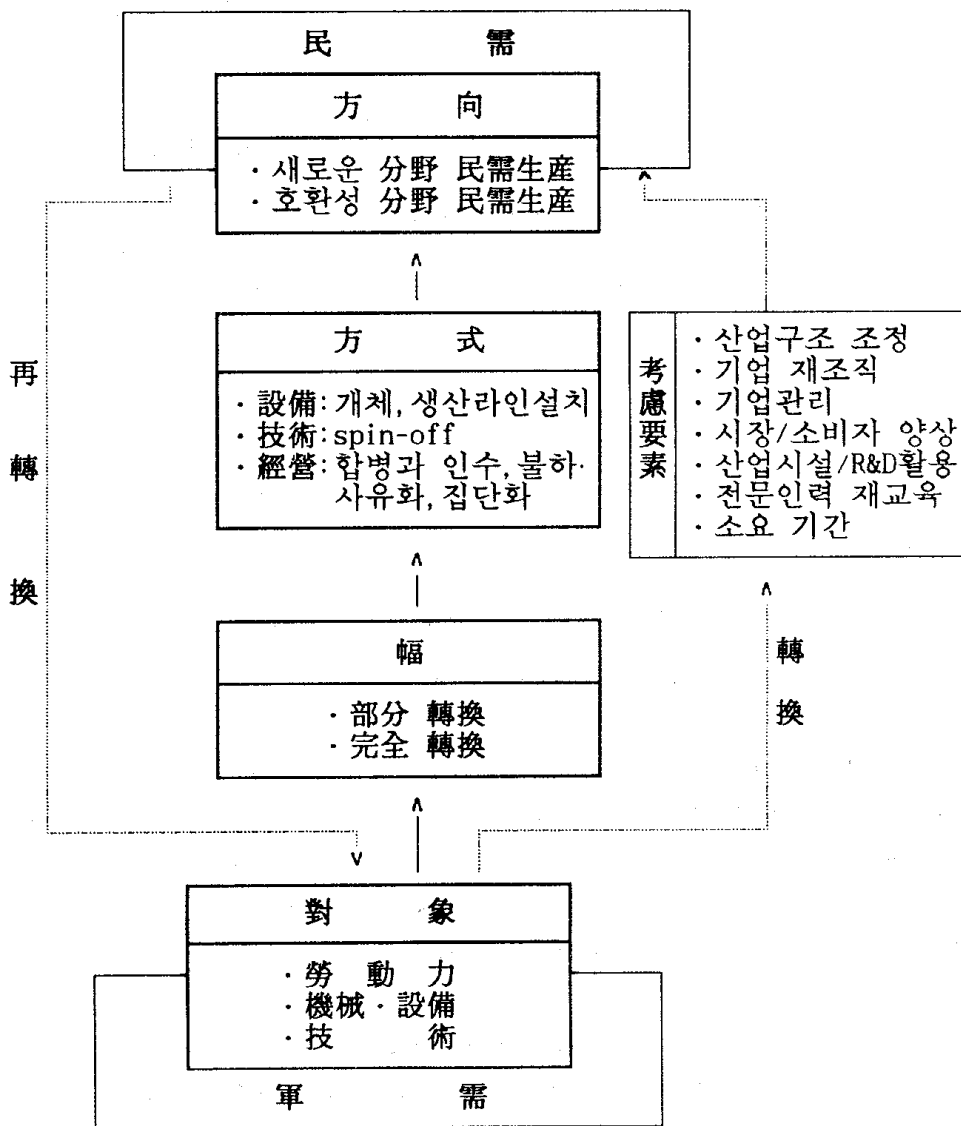 民 需
方 向
· 새로운 分野 民需生産
· 호환성 分野 民需生産
方 式
· 設備: 개체, 생산라인설치
· 技術: spin-off
· 經營: 합병과 인수, 불하·
사유화, 집단화
考慮要素
· 산업구조 조정
· 기업 재조직
· 기업관리
· 시장/소비자 양상
· 산업시설/R&D활용
· 전문인력 재교육
· 소요 기간
再轉換
幅
· 部分 轉換
· 完全 轉換
轉換
對 象
· 勞 動 力
· 機械 · 設備
· 技 術
軍 需